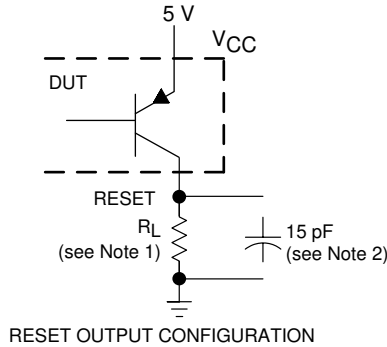 5 V
VCC
DUT
RESET
RL
(see Note 1)
15 pF
(see Note 2)
RESET OUTPUT CONFIGURATION